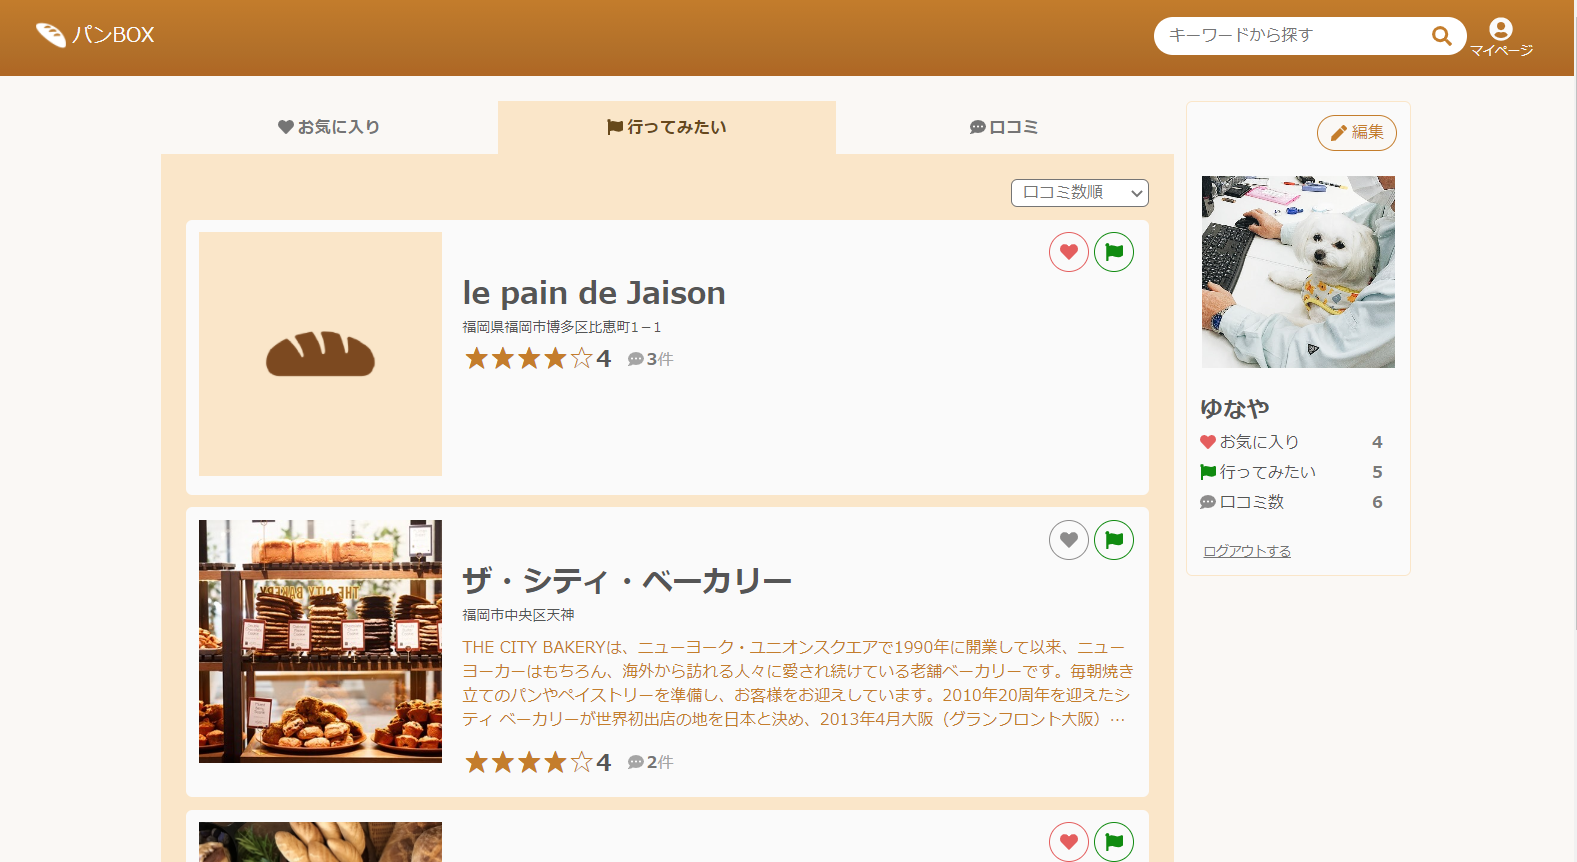 パンBOX
キーワードから探す
マイページ
お気に入り
行ってみたい
口コミ
口コミ数順
le pain de Jaison
福岡県福岡市博多区比恵町1－1
4
3件
ザ・シティ・ベーカリー
福岡市中央区天神
THE CITY BAKERYは、ニューヨーク・ユニオンスクエアで1990年に開業して以来、ニュー
ヨーカーはもちろん、海外から訪れる人々に愛され続けている老舗ベーカリーです。毎朝焼き
立てのパンやペイストリーを準備し、お客様をお迎えしています。2010年20周年を迎えたシ
ティ ベーカリーが世界初出店の地を日本と決め、2013年4月大阪（グランフロント大阪）…
4
2件
編集
ゆなや
お気に入り 4
行ってみたい 5
口コミ数 6
ログアウトする